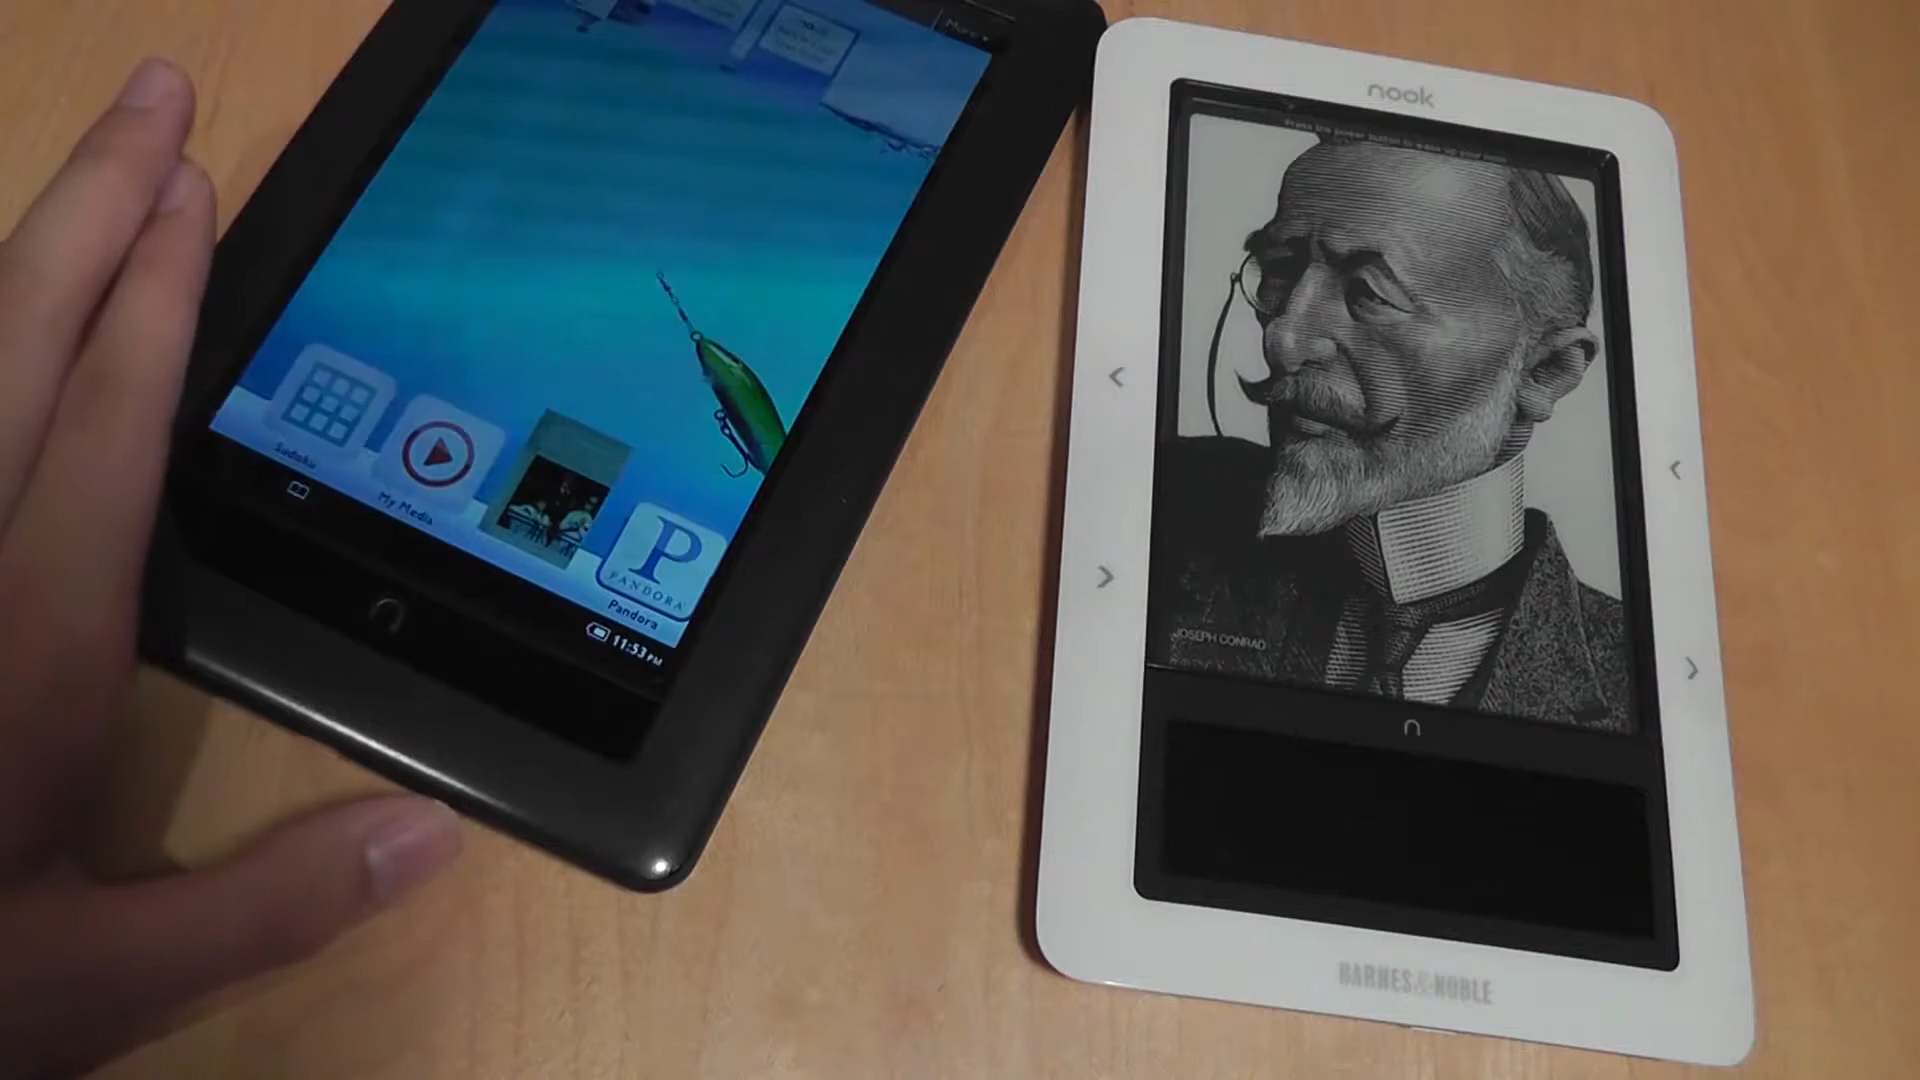 More
Sudoku
My Media
P
PANDORA
Pandora
11:53 PM
nook
Press the power button to wake up your nook
JOSEPH CONRAD
n
BARNES & NOBLE